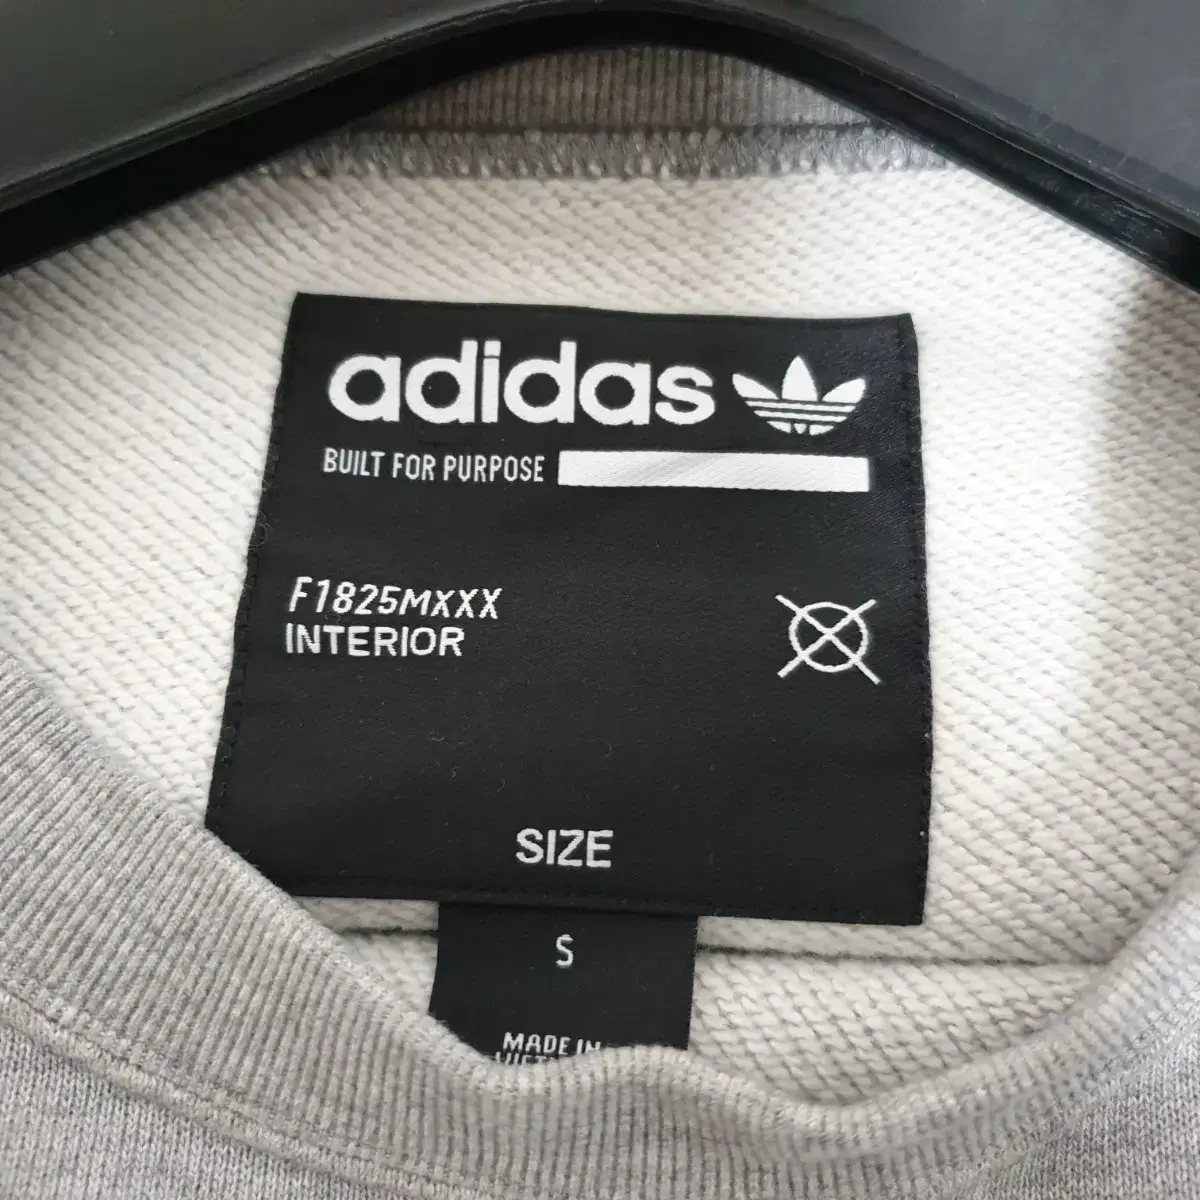 adidas
BUILT FOR PURPOSE
F1825MXXX
INTERIOR
SIZE
S
MADE IN